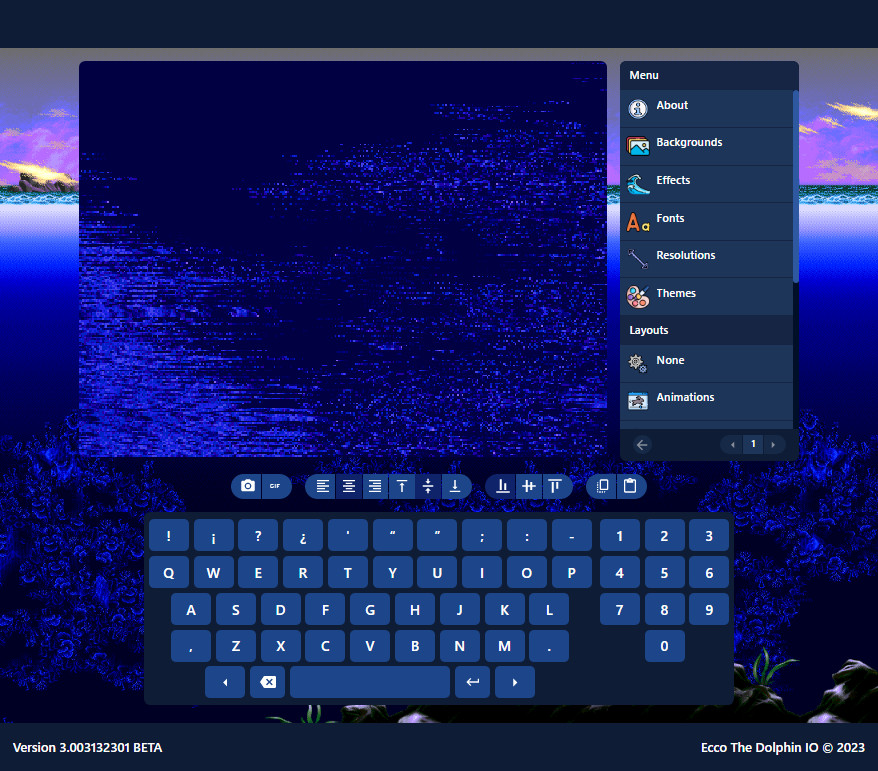 Menu
About
Backgrounds
Effects
Aa
Fonts
Resolutions
Themes
Layouts
None
Animations
1
GIF
! ¡ ? ¿ ' “ ” ; : - 1 2 3
Q W E R T Y U I O P 4 5 6
A S D F G H J K L 7 8 9
, Z X C V B N M . 0
Version 3.003132301 BETA
Ecco The Dolphin IO © 2023